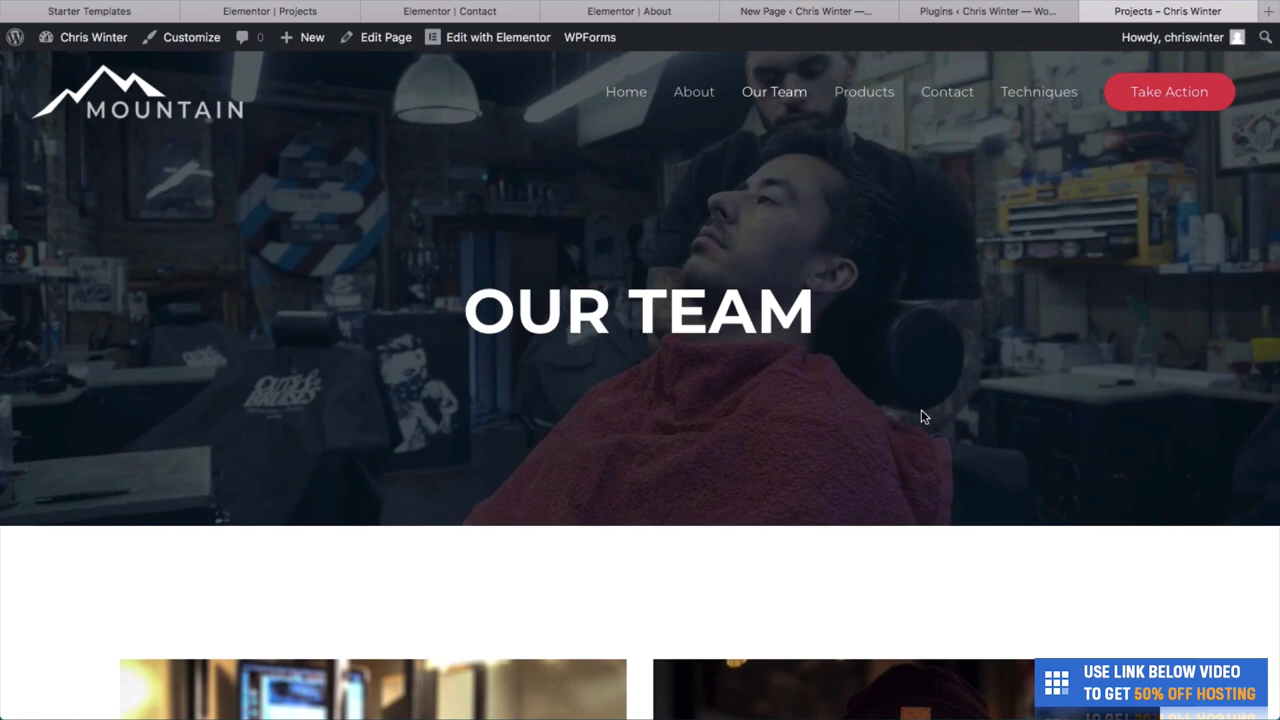 Starter Templates
Elementor | Projects
Elementor | Contact
Elementor | About
New Page ‹ Chris Winter —...
Plugins ‹ Chris Winter — Wo...
Projects – Chris Winter
+
Chris Winter
Customize
0
New
Edit Page
Edit with Elementor
WPForms
Howdy, chriswinter
MOUNTAIN
Home
About
Our Team
Products
Contact
Techniques
Take Action
OUR TEAM
USE LINK BELOW VIDEO
TO GET 50% OFF HOSTING